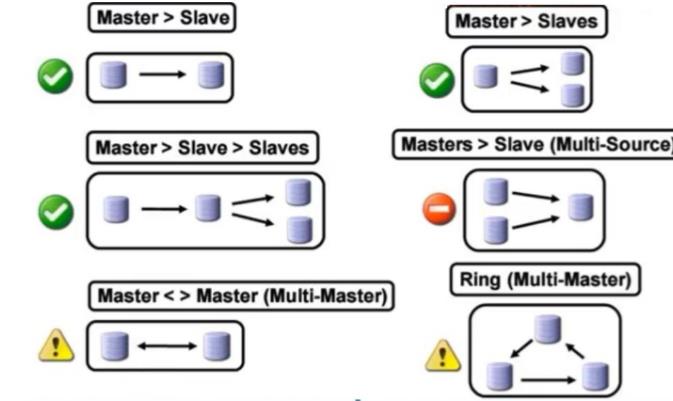 Master > Slave
Master > Slaves
Master > Slave > Slaves
Masters > Slave (Multi-Source)
Master < > Master (Multi-Master)
Ring (Multi-Master)